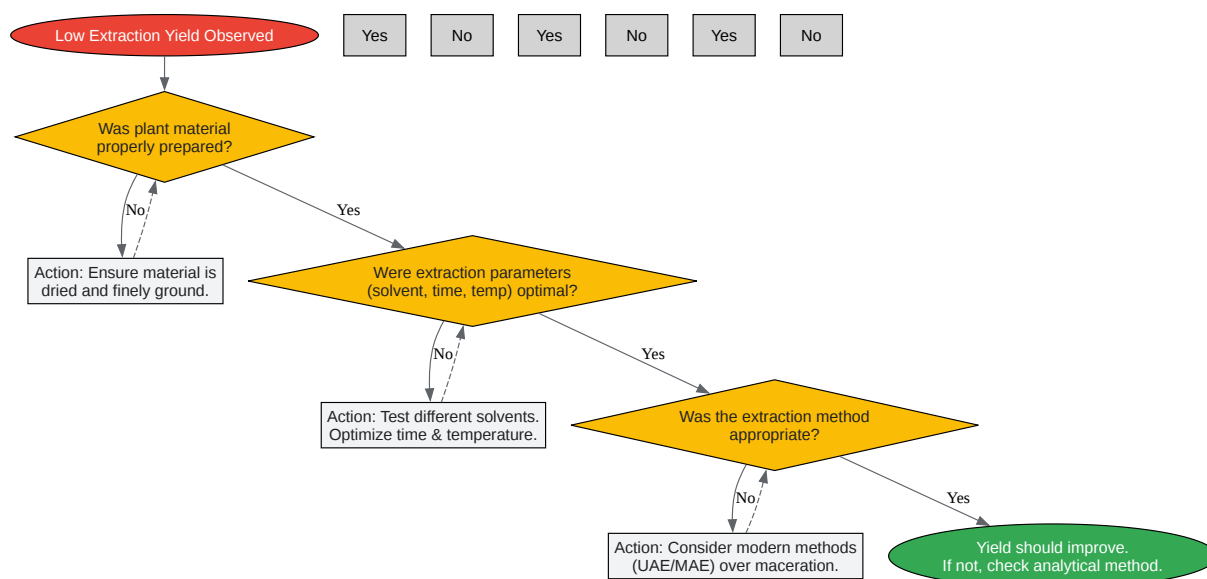 Low Extraction Yield Observed
Yes
No
Yes
No
Yes
No
Was plant material
properly prepared?
No
Yes
Action: Ensure material is
dried and finely ground.
Were extraction parameters
(solvent, time, temp) optimal?
No
Yes
Action: Test different solvents.
Optimize time & temperature.
Was the extraction method
appropriate?
No
Yes
Action: Consider modern methods
(UAE/MAE) over maceration.
Yield should improve.
If not, check analytical method.